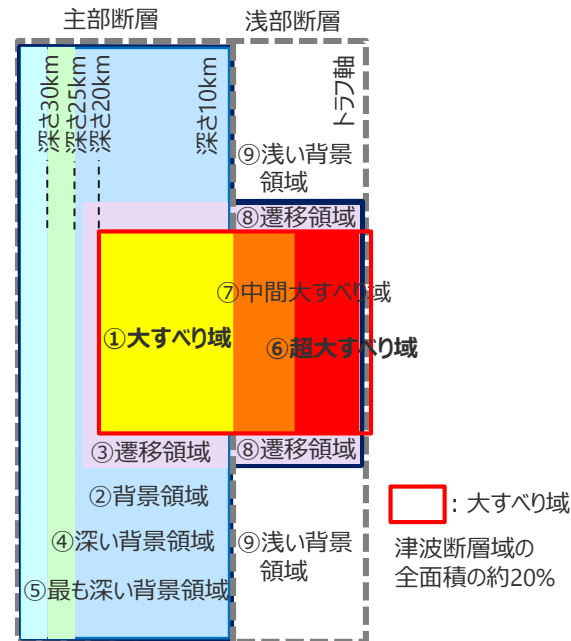 主部断層
浅部断層
深さ30km
深さ25km
深さ20km
深さ10km
トラフ軸
⑨浅い背景
領域
⑧遷移領域
⑦中間大すべり域
①大すべり域
⑥超大すべり域
③遷移領域
⑧遷移領域
②背景領域
④深い背景領域
⑨浅い背景
領域
⑤最も深い背景領域
：大すべり域
津波断層域の
全面積の約20%